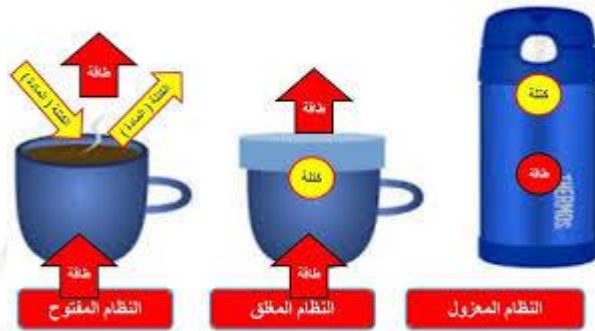 طاقة
الكتلة ( المادة )
الكتلة ( المادة )
طاقة
النظام المفتوح
طاقة
كتلة
طاقة
النظام المغلق
كتلة
طاقة
THERMOS
النظام المعزول